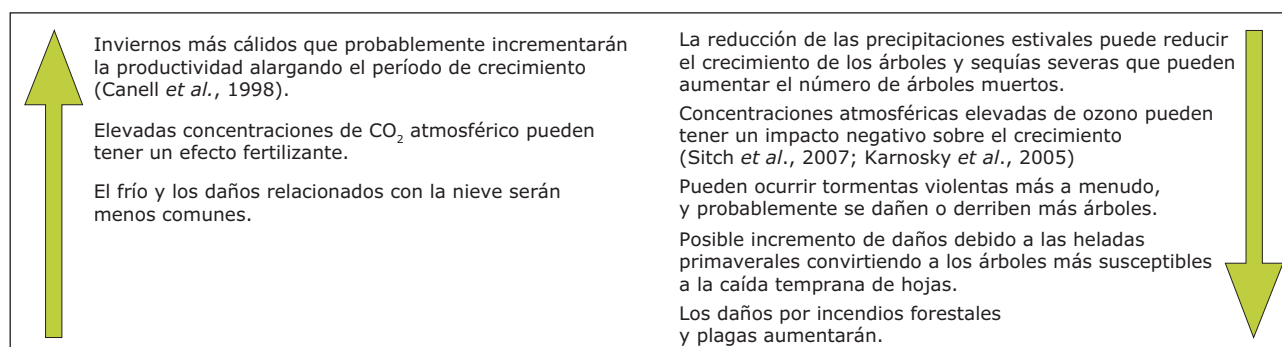 Inviernos más cálidos que probablemente incrementarán
la productividad alargando el período de crecimiento
(Canell et al., 1998).
Elevadas concentraciones de CO2 atmosférico pueden
tener un efecto fertilizante.
El frío y los daños relacionados con la nieve serán
menos comunes.
La reducción de las precipitaciones estivales puede reducir
el crecimiento de los árboles y sequías severas que pueden
aumentar el número de árboles muertos.
Concentraciones atmosféricas elevadas de ozono pueden
tener un impacto negativo sobre el crecimiento
(Sitch et al., 2007; Karnosky et al., 2005)
Pueden ocurrir tormentas violentas más a menudo,
y probablemente se dañen o derriben más árboles.
Posible incremento de daños debido a las heladas
primaverales convirtiendo a los árboles más susceptibles
a la caída temprana de hojas.
Los daños por incendios forestales
y plagas aumentarán.